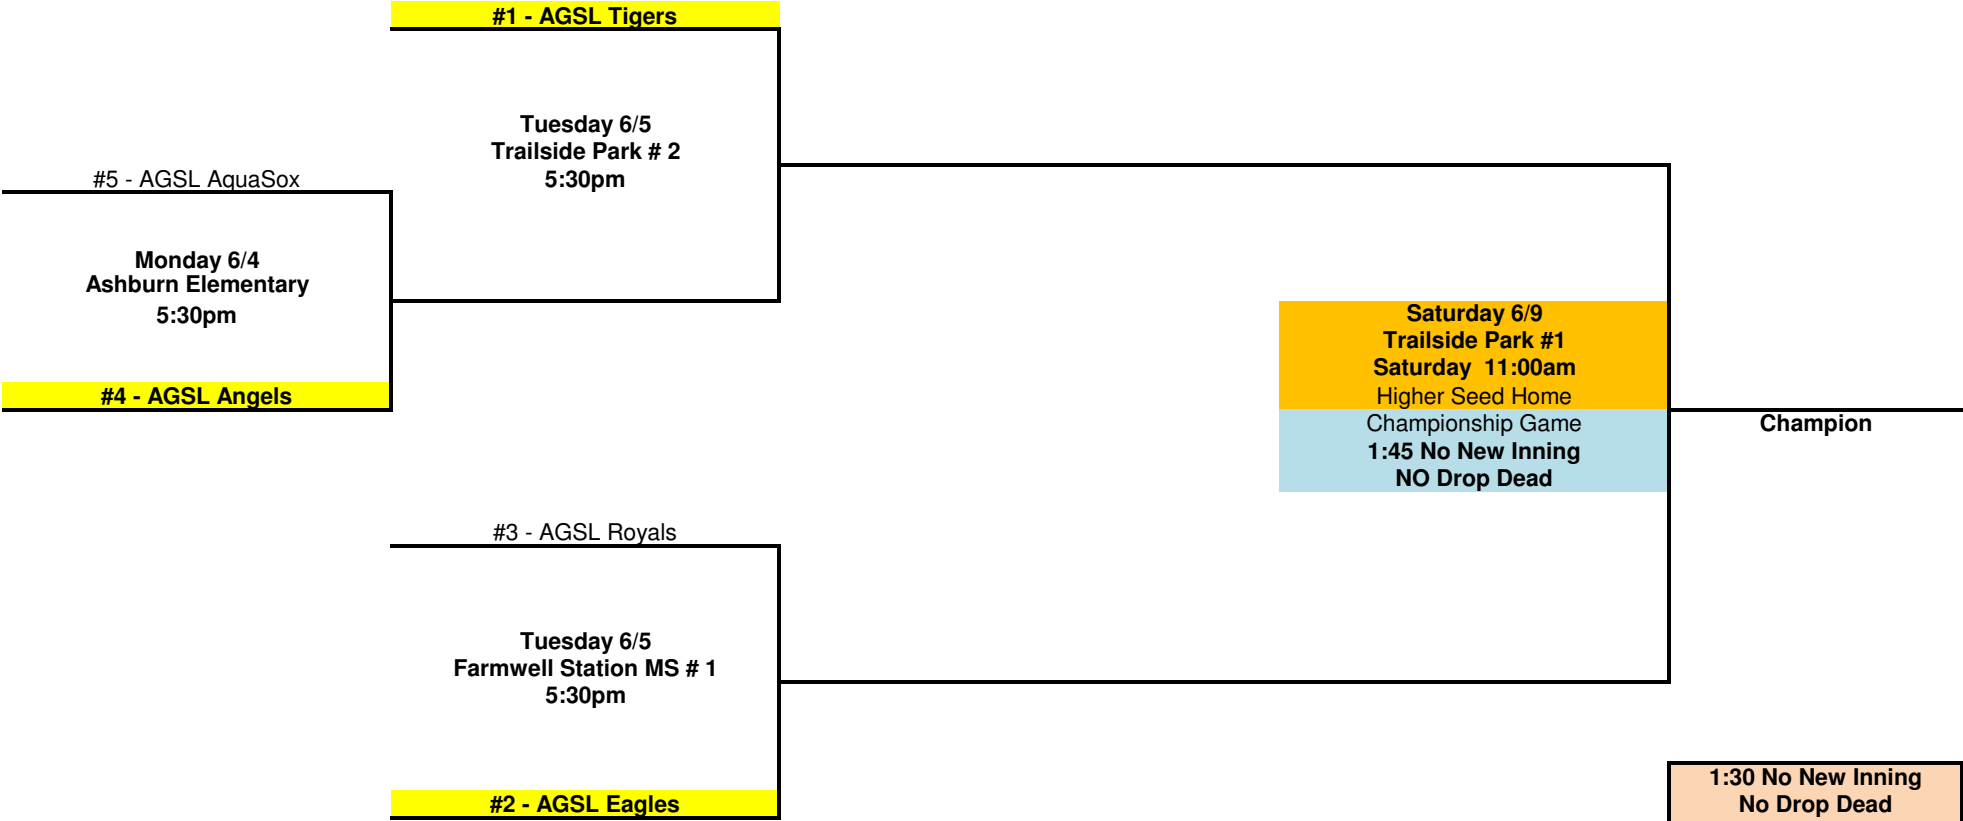 #1 - AGSL Tigers
Tuesday 6/5
Trailside Park # 2
5:30pm
#5 - AGSL AquaSox
Monday 6/4
Ashburn Elementary
5:30pm
#4 - AGSL Angels
Saturday 6/9
Trailside Park #1
Saturday  11:00am
Higher Seed Home
Championship Game
1:45 No New Inning
NO Drop Dead
Champion
#3 - AGSL Royals
Tuesday 6/5
Farmwell Station MS # 1
5:30pm
#2 - AGSL Eagles
1:30 No New Inning
No Drop Dead